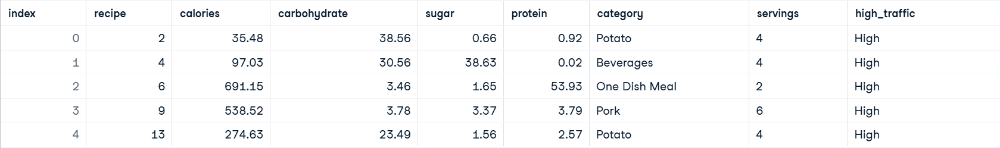 index recipe calories carbohydrate sugar protein category servings high_traffic
0 2 35.48 38.56 0.66 0.92 Potato 4 High
1 4 97.03 30.56 38.63 0.02 Beverages 4 High
2 6 691.15 3.46 1.65 53.93 One Dish Meal 2 High
3 9 538.52 3.78 3.37 3.79 Pork 6 High
4 13 274.63 23.49 1.56 2.57 Potato 4 High